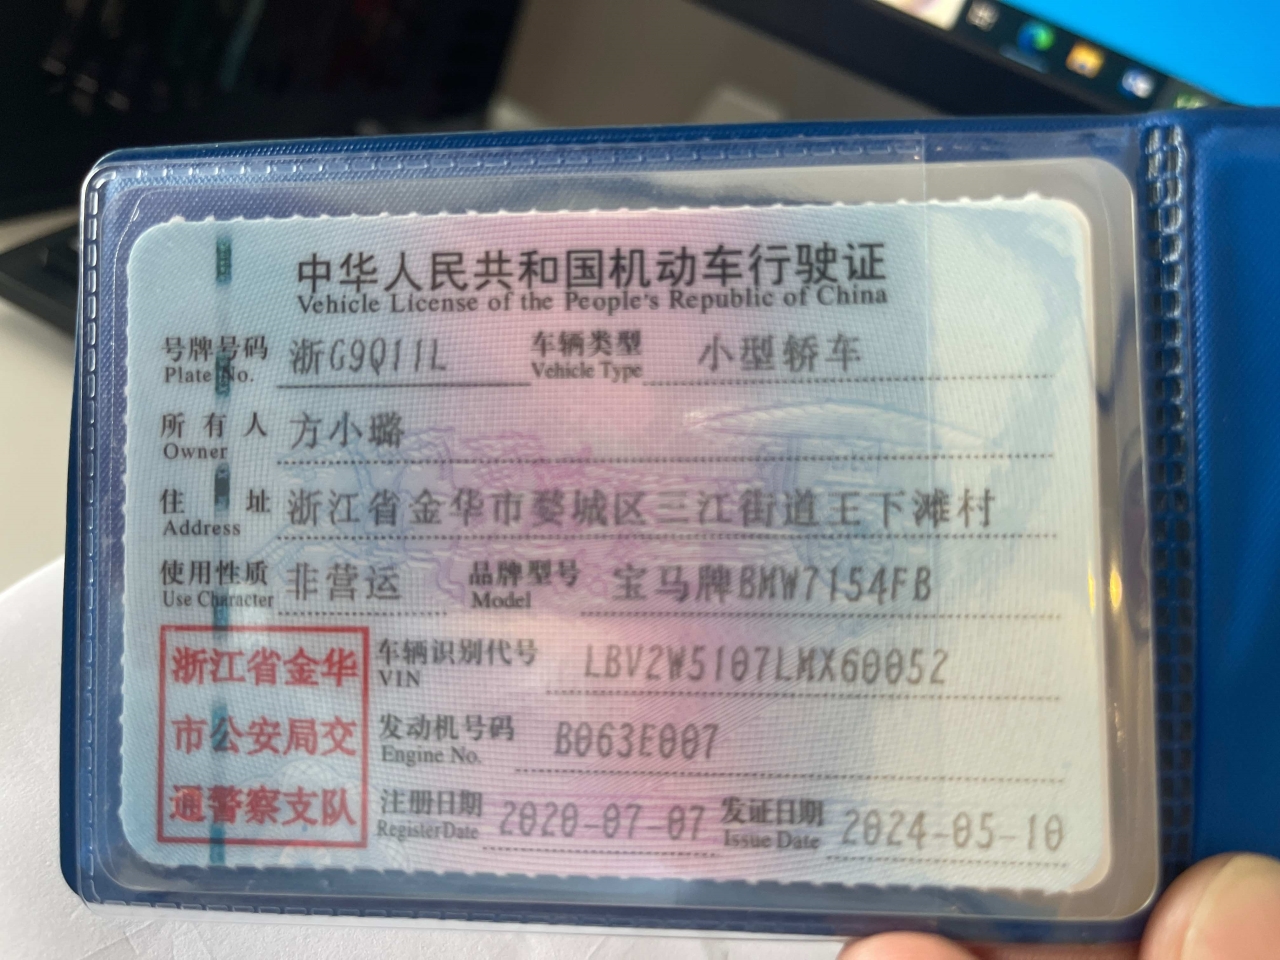 中华人民共和国机动车行驶证
Vehicle License of the People's Republic of China
号牌号码 浙G9Q11L 车辆类型 小型轿车
Plate No. Vehicle Type
所有人 方小璐
Owner
住址 浙江省金华市婺城区三江街道王下滩村
Address
使用性质 非营运 品牌型号 宝马牌BMW7154FB
Use Character Model
浙江省金华
市公安局交
通警察支队
车辆识别代号 LBV2W5107LMX60052
VIN
发动机号码 B063E007
Engine No.
注册日期 2020-07-07 发证日期 2024-05-10
Register Date Issue Date